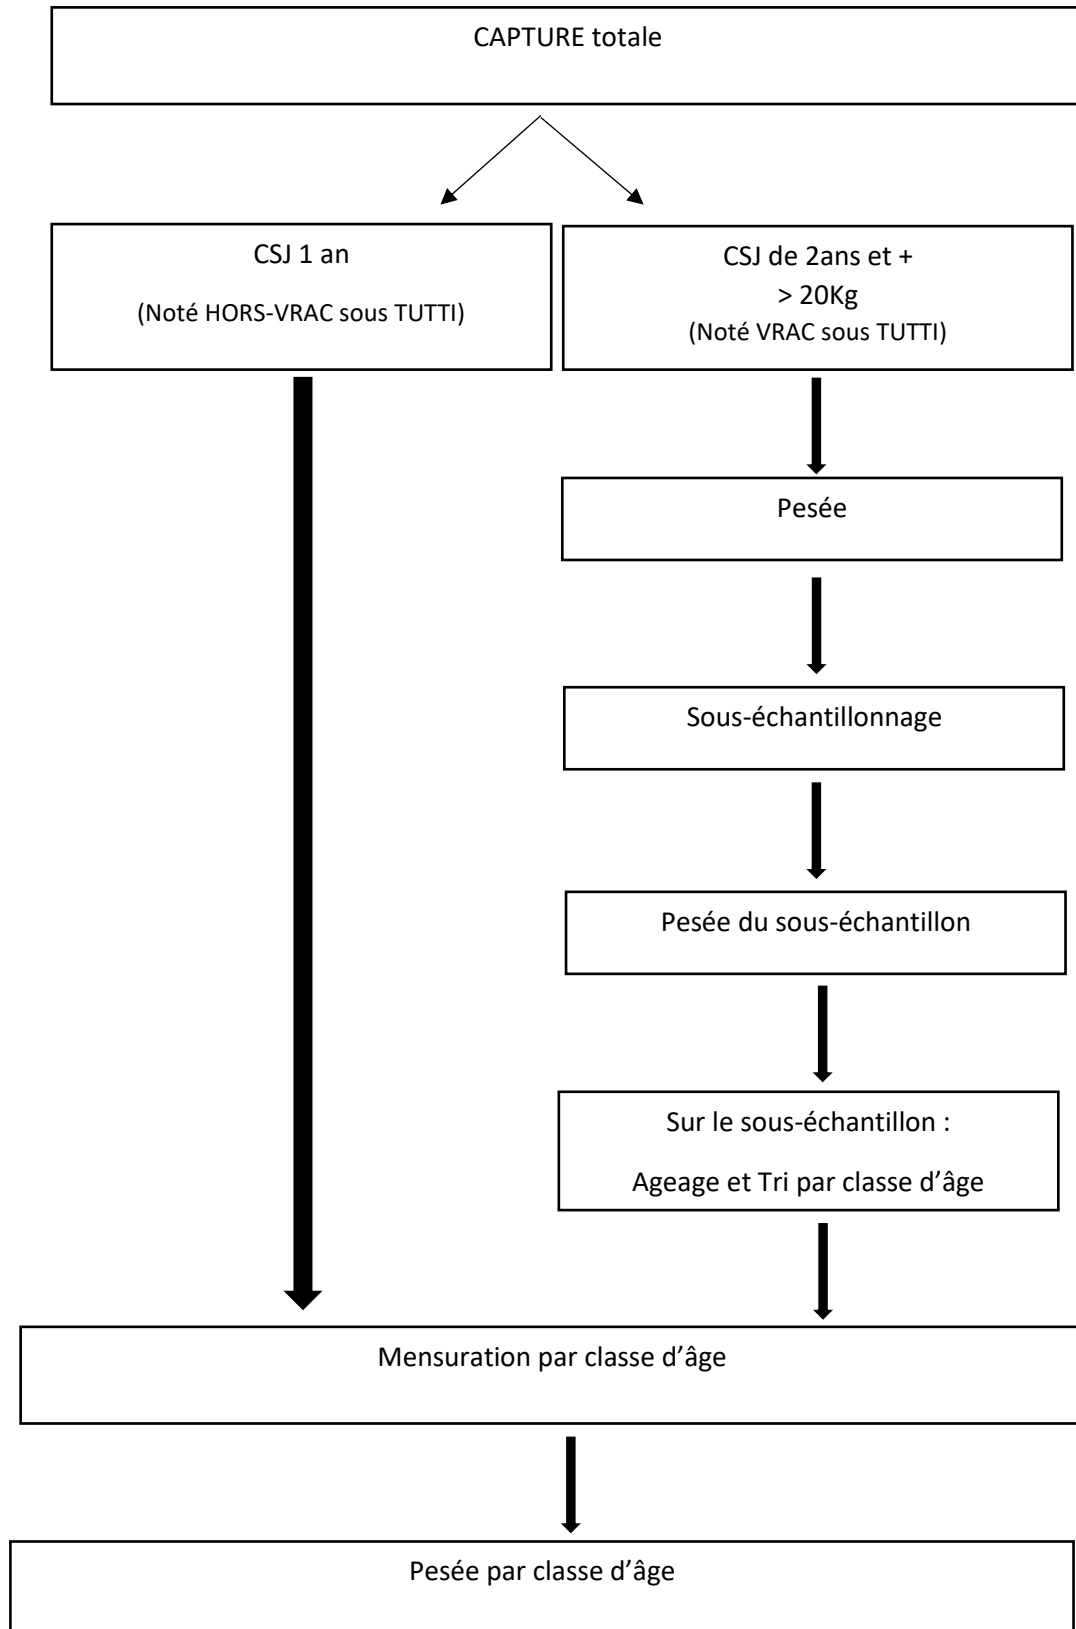 CAPTURE totale
CSJ 1 an
(Noté HORS-VRAC sous TUTTI)
CSJ de 2ans et +
> 20Kg
(Noté VRAC sous TUTTI)
Pesée
Sous-échantillonnage
Pesée du sous-échantillon
Sur le sous-échantillon :
Ageage et Tri par classe d’âge
Mensuration par classe d’âge
Pesée par classe d’âge